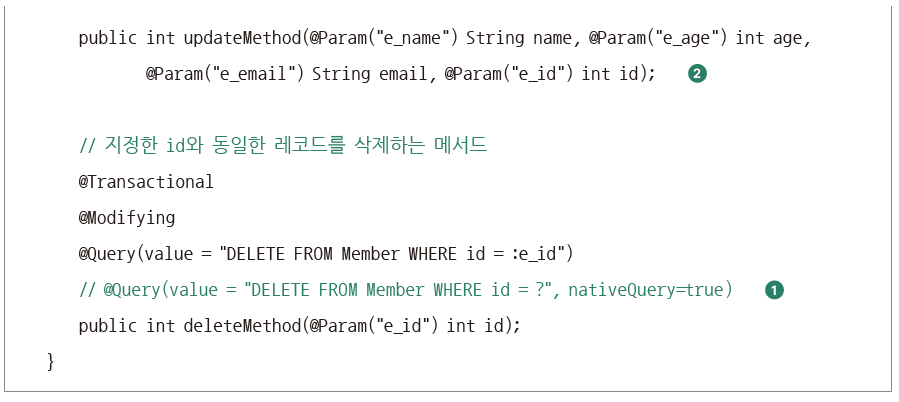 public int updateMethod(@Param("e_name") String name, @Param("e_age") int age,
@Param("e_email") String email, @Param("e_id") int id); 2
// 지정한 id와 동일한 레코드를 삭제하는 메서드
@Transactional
@Modifying
@Query(value = "DELETE FROM Member WHERE id = :e_id")
// @Query(value = "DELETE FROM Member WHERE id = ?", nativeQuery=true) 1
public int deleteMethod(@Param("e_id") int id);
}